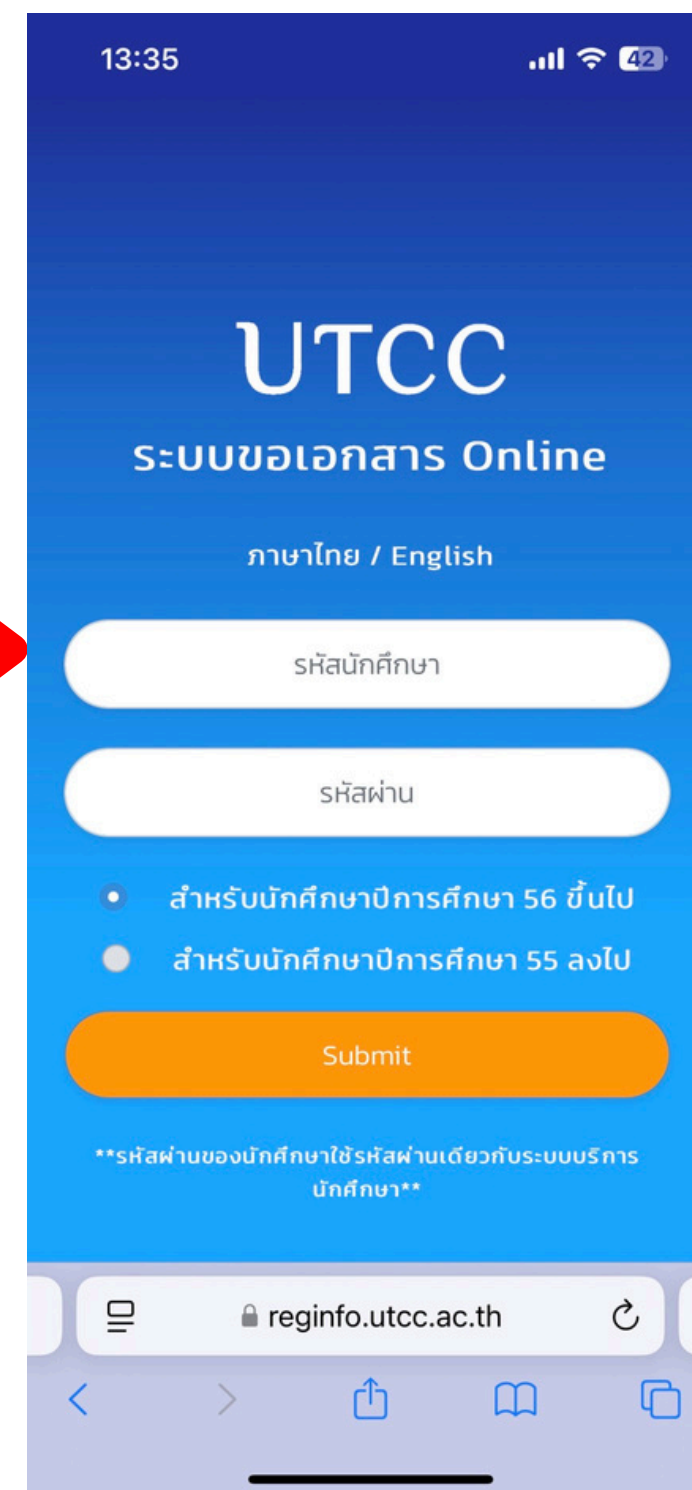 13:35
42
UTCC
ระบบขอเอกสาร Online
ภาษาไทย / English
รหัสนักศึกษา
รหัสผ่าน
สำหรับนักศึกษาปีการศึกษา 56 ขึ้นไป
สำหรับนักศึกษาปีการศึกษา 55 ลงไป
Submit
**รหัสผ่านของนักศึกษาใช้รหัสผ่านเดียวกับระบบบริการ
นักศึกษา**
reginfo.utcc.ac.th